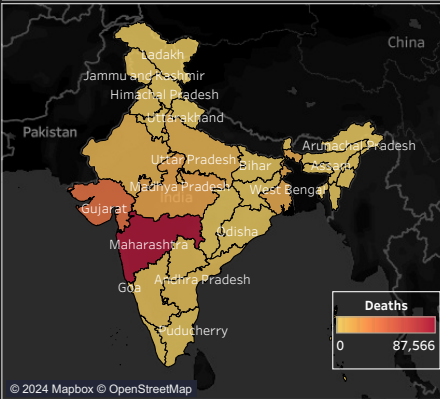 China
Ladakh
Jammu and Kashmir
Himachal Pradesh
Uttarakhand
Pakistan
Arunachal Pradesh
Uttar Pradesh
Bihar
Assam
Madhya Pradesh
West Bengal
India
Gujarat
Odisha
Maharashtra
Andhra Pradesh
Goa
Puducherry
Deaths
0 87,566
© 2024 Mapbox © OpenStreetMap